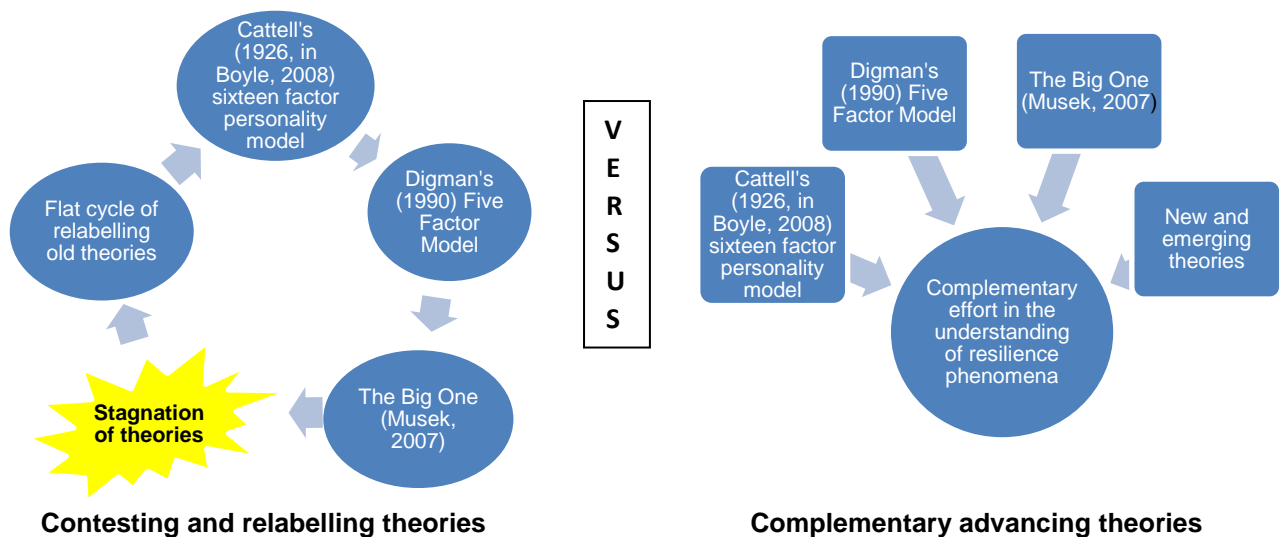 Cattell's
(1926, in
Boyle, 2008)
sixteen factor
personality
model
Digman's
(1990) Five
Factor
Model
The Big One
(Musek,
2007)
Stagnation
of theories
Flat cycle of
relabelling
old theories
Contesting and relabelling theories
V
E
R
S
U
S
Cattell's
(1926, in
Boyle, 2008)
sixteen factor
personality
model
Digman's
(1990) Five
Factor Model
The Big One
(Musek, 2007)
New and
emerging
theories
Complementary
effort in the
understanding
of resilience
phenomena
Complementary advancing theories